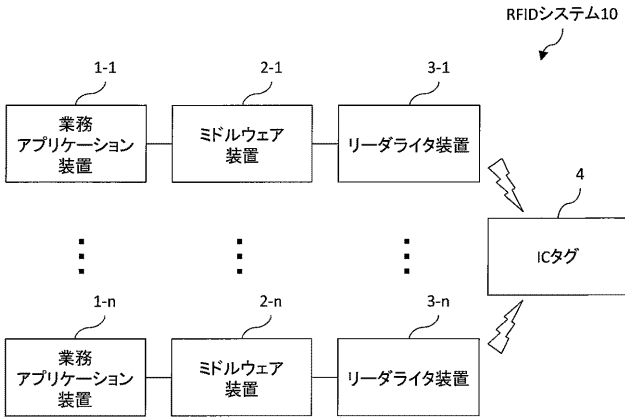 RFIDシステム10
1-1
2-1
3-1
業務
アプリケーション
装置
ミドルウェア
装置
リーダライタ装置
4
ICタグ
1-n
2-n
3-n
業務
アプリケーション
装置
ミドルウェア
装置
リーダライタ装置